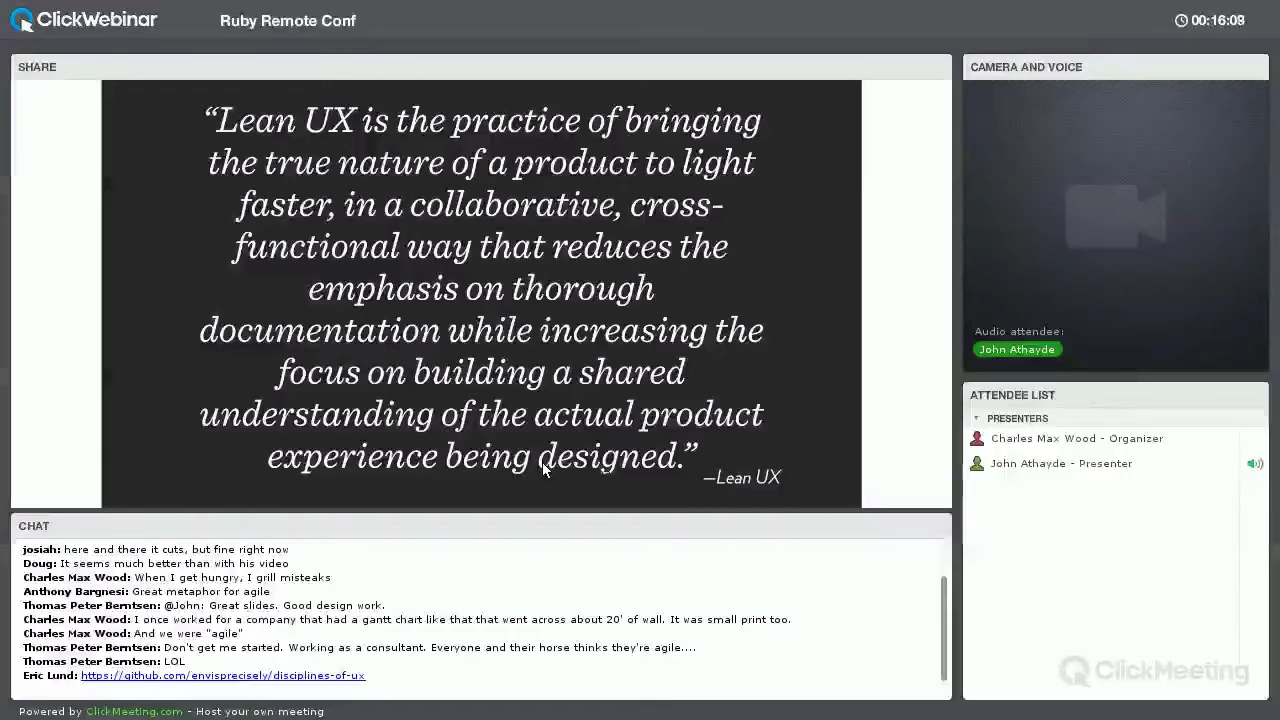 ClickWebinar
Ruby Remote Conf
00:16:09
SHARE
“Lean UX is the practice of bringing
the true nature of a product to light
faster, in a collaborative, cross-
functional way that reduces the
emphasis on thorough
documentation while increasing the
focus on building a shared
understanding of the actual product
experience being designed.”
—Lean UX
CAMERA AND VOICE
Audio attendee:
John Athayde
ATTENDEE LIST
PRESENTERS
Charles Max Wood - Organizer
John Athayde - Presenter
CHAT
josiah: here and there it cuts, but fine right now
Doug: It seems much better than with his video
Charles Max Wood: When I get hungry, I grill misteaks
Anthony Bargnesi: Great metaphor for agile
Thomas Peter Berntsen: @John: Great slides. Good design work.
Charles Max Wood: I once worked for a company that had a gantt chart like that that went across about 20' of wall. It was small print too.
Charles Max Wood: And we were "agile"
Thomas Peter Berntsen: Don't get me started. Working as a consultant. Everyone and their horse thinks they're agile....
Thomas Peter Berntsen: LOL
Eric Lund: https://github.com/envisprecisely/disciplines-of-ux
ClickMeeting
Powered by ClickMeeting.com - Host your own meeting